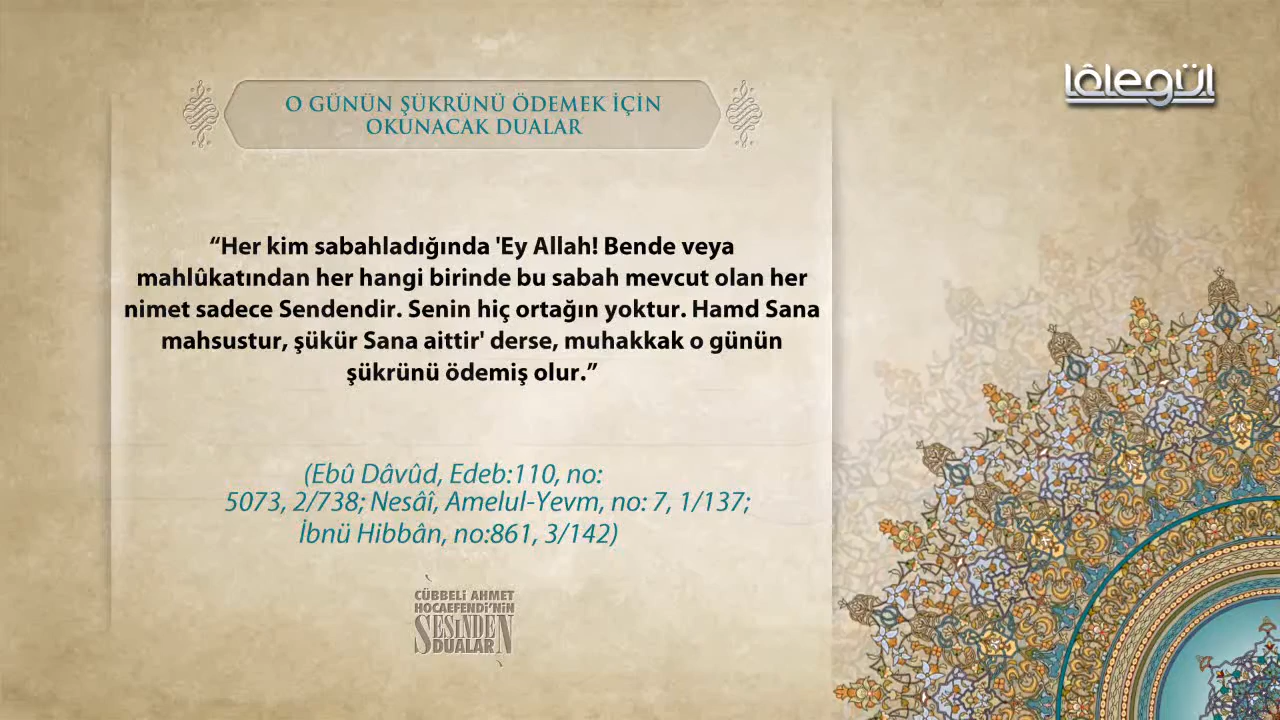 lâlegül
O GÜNÜN ŞÜKRÜNÜ ÖDEMEK İÇİN
OKUNACAK DUALAR
“Her kim sabahladığında 'Ey Allah! Bende veya
mahlûkatından her hangi birinde bu sabah mevcut olan her
nimet sadece Sendendir. Senin hiç ortağın yoktur. Hamd Sana
mahsustur, şükür Sana aittir' derse, muhakkak o günün
şükrünü ödemiş olur.”
(Ebû Dâvûd, Edeb:110, no:
5073, 2/738; Nesâî, Amelul-Yevm, no: 7, 1/137;
İbnü Hibbân, no:861, 3/142)
CÜBBELİ AHMET
HOCAEFENDİ'NİN
SESİNDEN
DUALAR